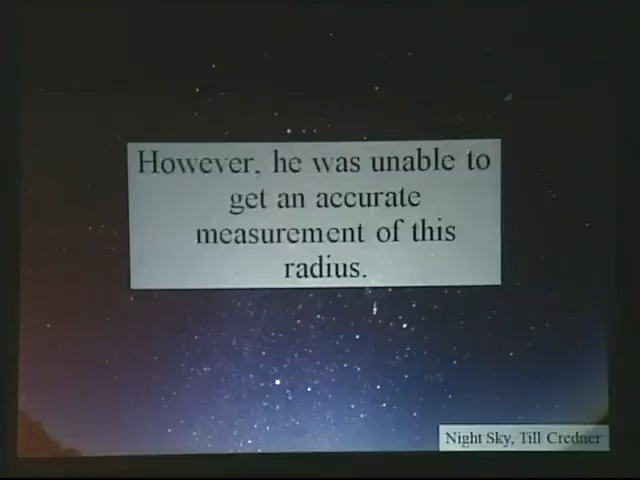 However, he was unable to
get an accurate
measurement of this
radius.
Night Sky, Till Credner